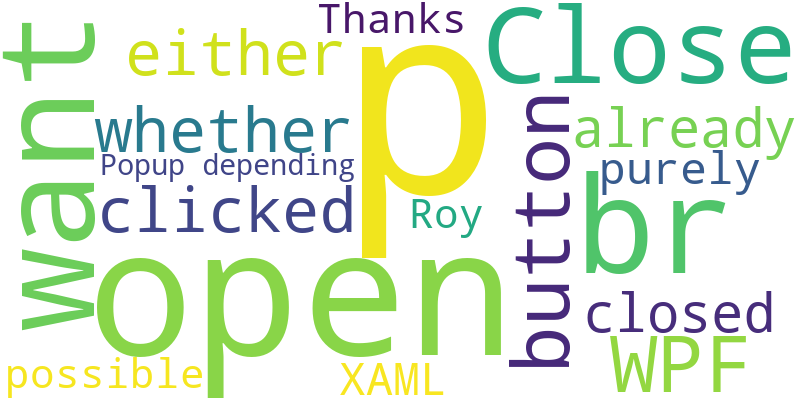 Thanks
p
Close
want
either
whether
button
already
Popup depending
purely
clicked
Roy
br
open
closed
WPF
possible
XAML